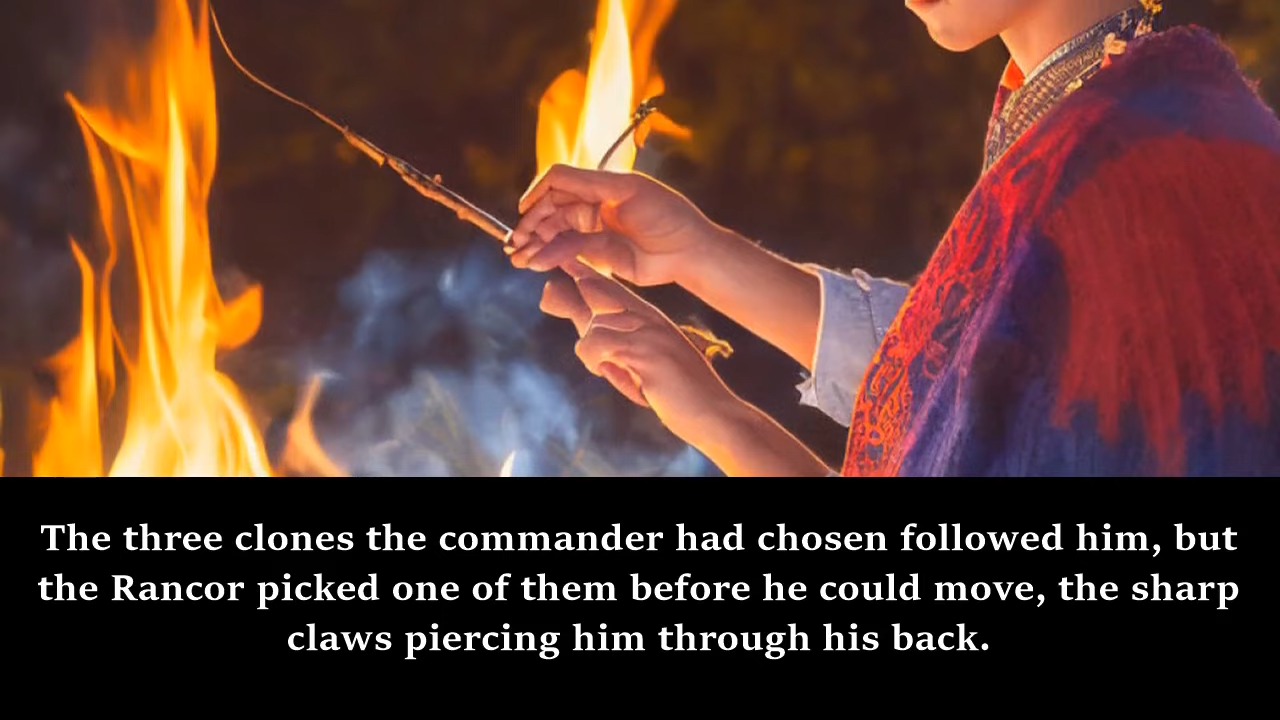 The three clones the commander had chosen followed him, but
the Rancor picked one of them before he could move, the sharp
claws piercing him through his back.